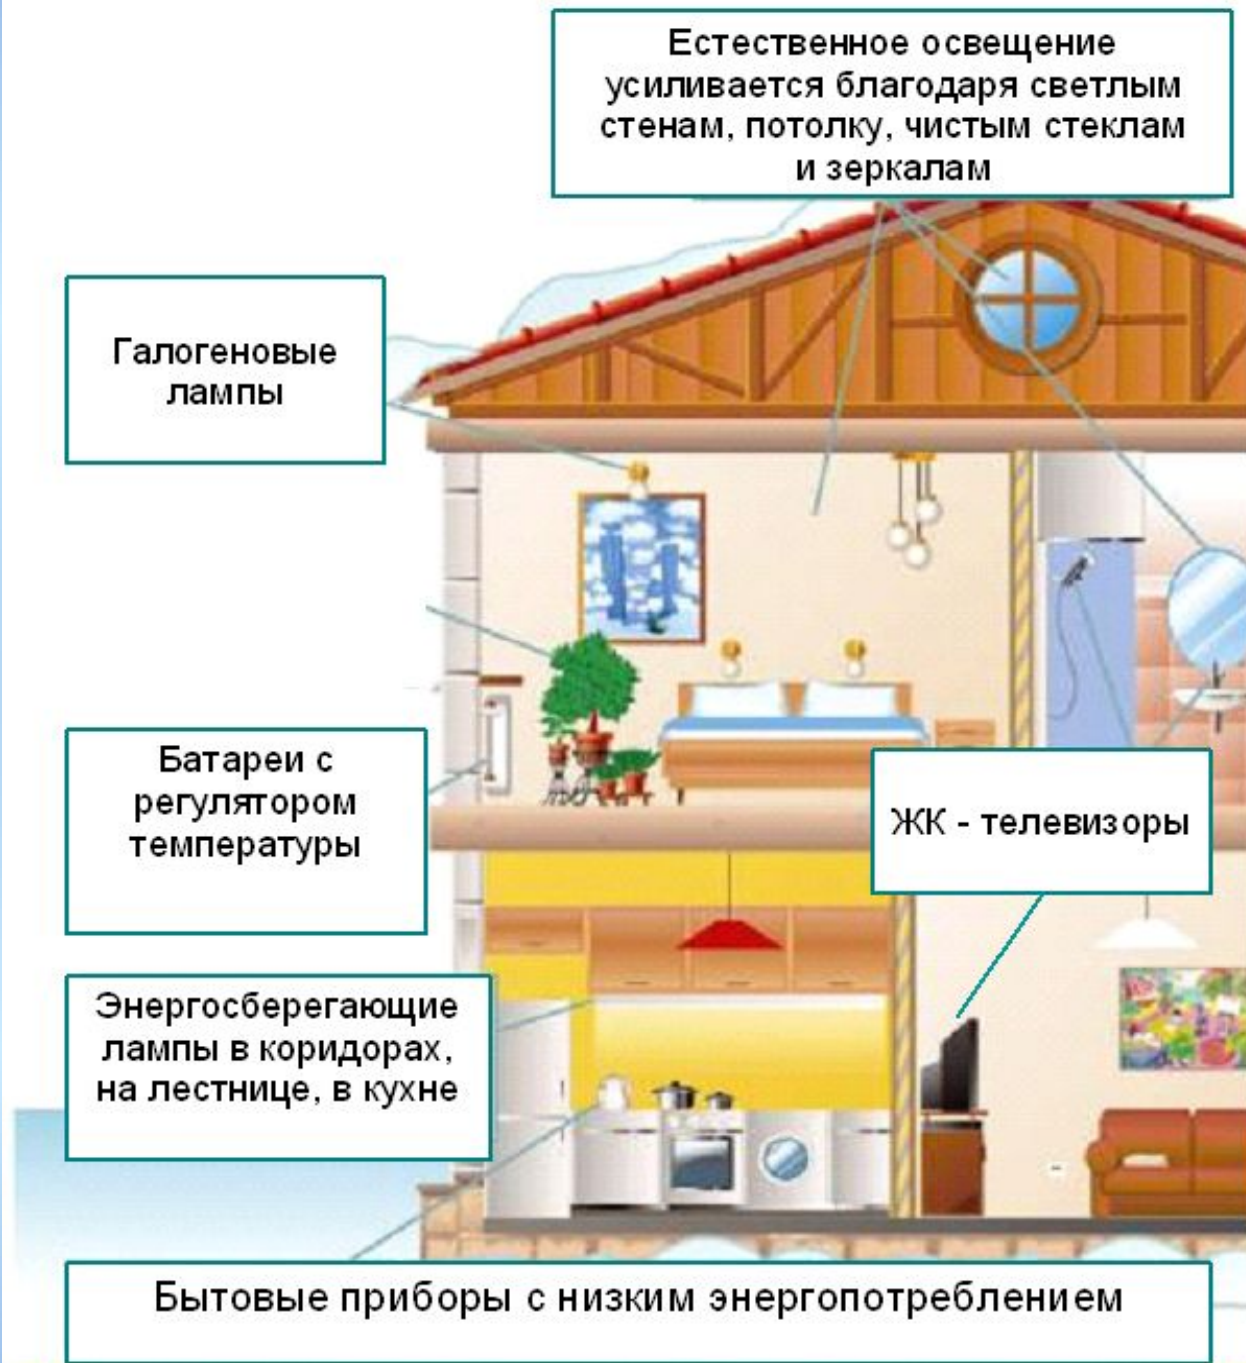 Естественное освещение
усиливается благодаря светлым
стенам, потолку, чистым стеклам
и зеркалам
Галогеновые
лампы
Батареи с
регулятором
температуры
ЖК - телевизоры
Энергосберегающие
лампы в коридорах,
на лестнице, в кухне
Бытовые приборы с низким энергопотреблением